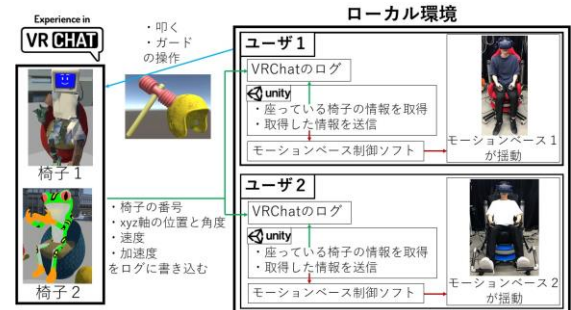 Experience in
VR CHAT
椅子1
椅子2
・叩く
・ガード
の操作
・椅子の番号
・xyz軸の位置と角度
・速度
・加速度
をログに書き込む
ローカル環境
ユーザ1
VRChatのログ
unity
・座っている椅子の情報を取得
・取得した情報を送信
モーションベース制御ソフト
モーションベース1
が揺動
ユーザ2
VRChatのログ
unity
・座っている椅子の情報を取得
・取得した情報を送信
モーションベース制御ソフト
モーションベース2
が揺動